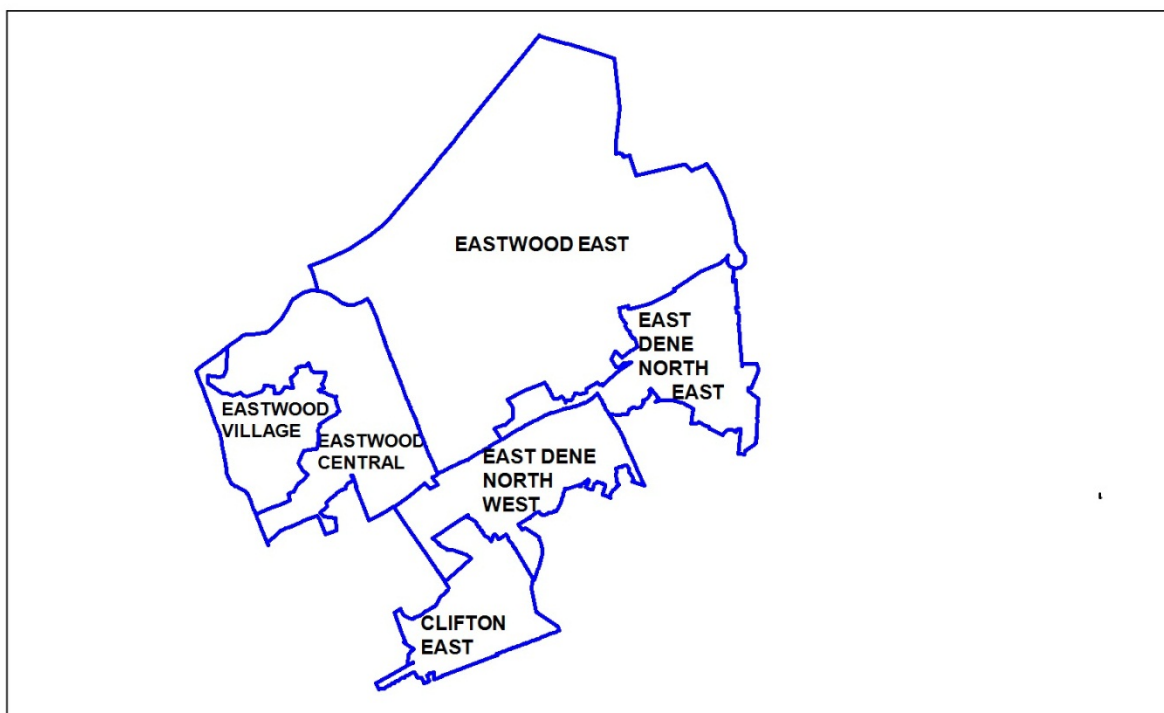 EASTWOOD EAST
EAST
DENE
NORTH
EAST
EASTWOOD
VILLAGE
EASTWOOD
CENTRAL
EAST DENE
NORTH
WEST
CLIFTON
EAST